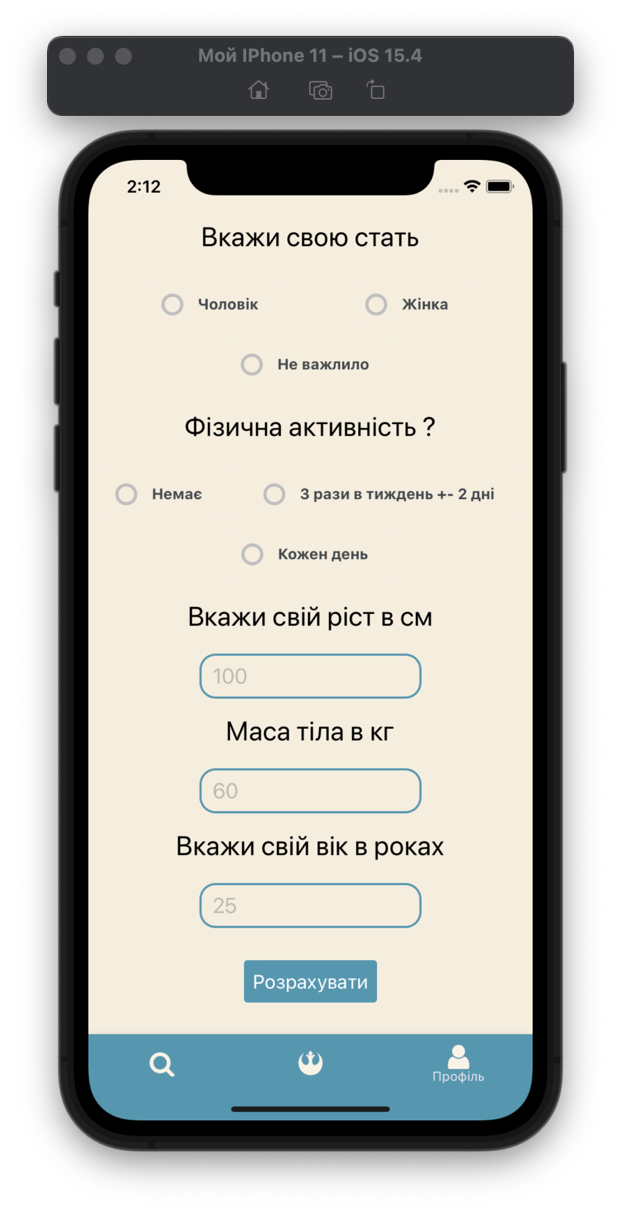 Мой IPhone 11 – iOS 15.4
2:12
Вкажи свою стать
Чоловік
Жінка
Не важлило
Фізична активність ?
Немає
3 рази в тиждень +- 2 дні
Кожен день
Вкажи свій ріст в см
100
Маса тіла в кг
60
Вкажи свій вік в роках
25
Розрахувати
Профіль